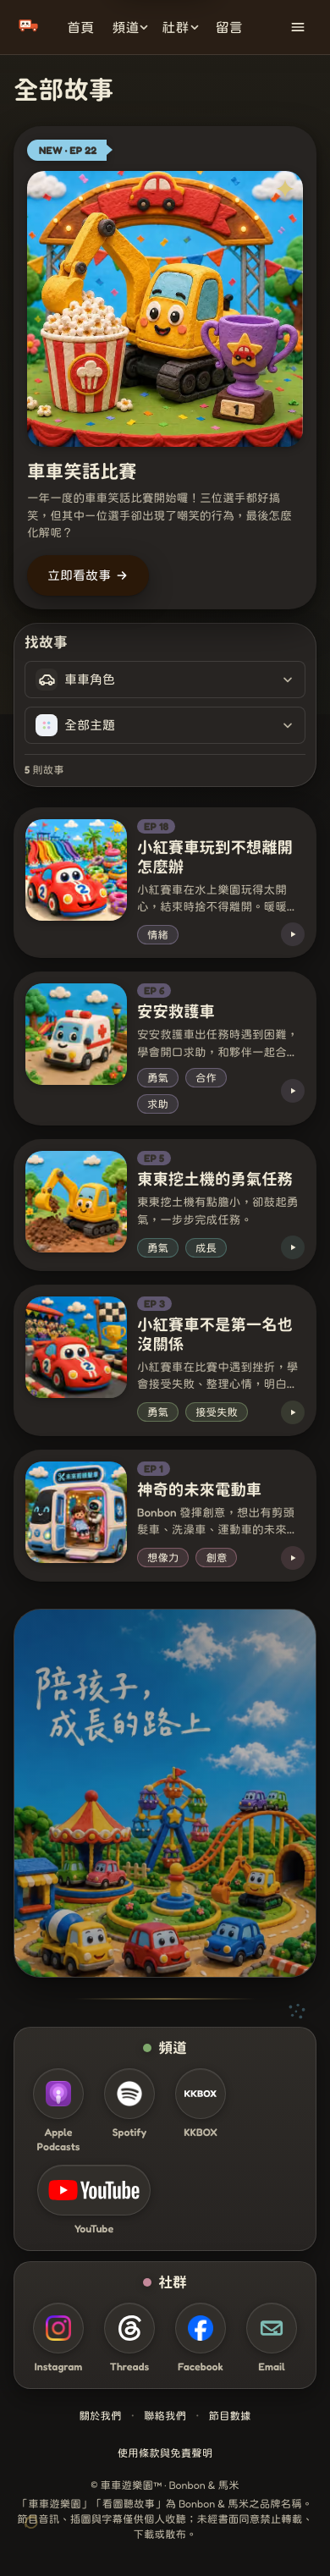 首頁 頻道 社群 留言
全部故事
NEW · EP 22
1
車車笑話比賽
一年一度的車車笑話比賽開始囉！三位選手都好搞
笑，但其中一位選手卻出現了嘲笑的行為，最後怎麼
化解呢？
立即看故事 →
找故事
車車角色
全部主題
5 則故事
EP 18
小紅賽車玩到不想離開
怎麼辦
小紅賽車在水上樂園玩得太開
心，結束時捨不得離開。暖暖...
情緒
EP 6
安安救護車
安安救護車出任務時遇到困難，
學會開口求助，和夥伴一起合...
勇氣 合作
求助
EP 5
東東挖土機的勇氣任務
東東挖土機有點膽小，卻鼓起勇
氣，一步步完成任務。
勇氣 成長
EP 3
小紅賽車不是第一名也
沒關係
小紅賽車在比賽中遇到挫折，學
會接受失敗、整理心情，明白...
勇氣 接受失敗
EP 1
神奇的未來電動車
Bonbon 發揮創意，想出有剪頭
髮車、洗澡車、運動車的未來...
想像力 創意
陪孩子，
成長的路上
頻道
KKBOX
Apple
Podcasts
Spotify
KKBOX
YouTube
YouTube
社群
Instagram Threads Facebook Email
關於我們 · 聯絡我們 · 節目數據
使用條款與免責聲明
© 車車遊樂園™ · Bonbon & 馬米
「車車遊樂園」「看圖聽故事」為 Bonbon & 馬米之品牌名稱。
節目音訊、插圖與字幕僅供個人收聽；未經書面同意禁止轉載、
下載或散布。